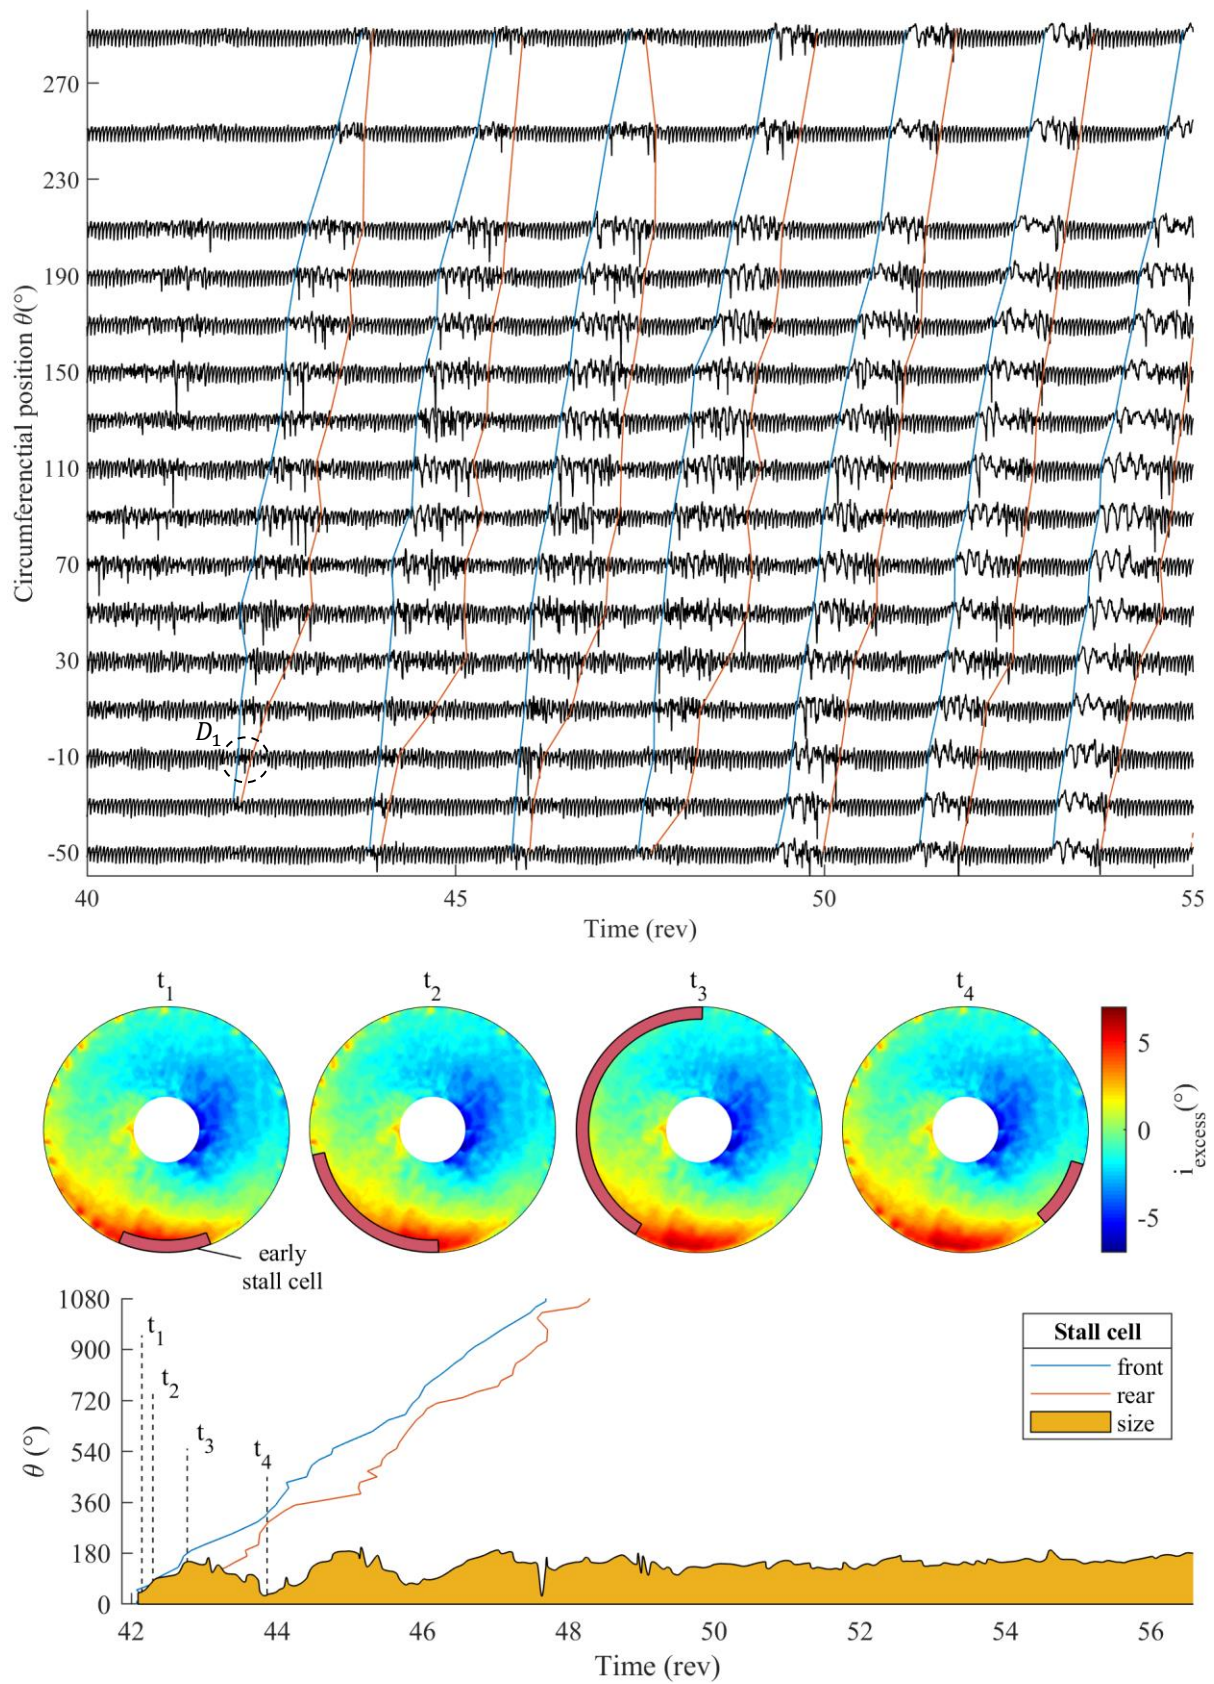 270
230
190
150
110
70
30
-10
-50
Circumferenctial position θ(°)
D1
40
45
50
55
Time (rev)
t1
t2
t3
t4
early
stall cell
5
0
-5
iexcess(°)
1080
900
720
540
360
180
0
θ (°)
t1
t2
t3
t4
Stall cell
front
rear
size
42
44
46
48
50
52
54
56
Time (rev)